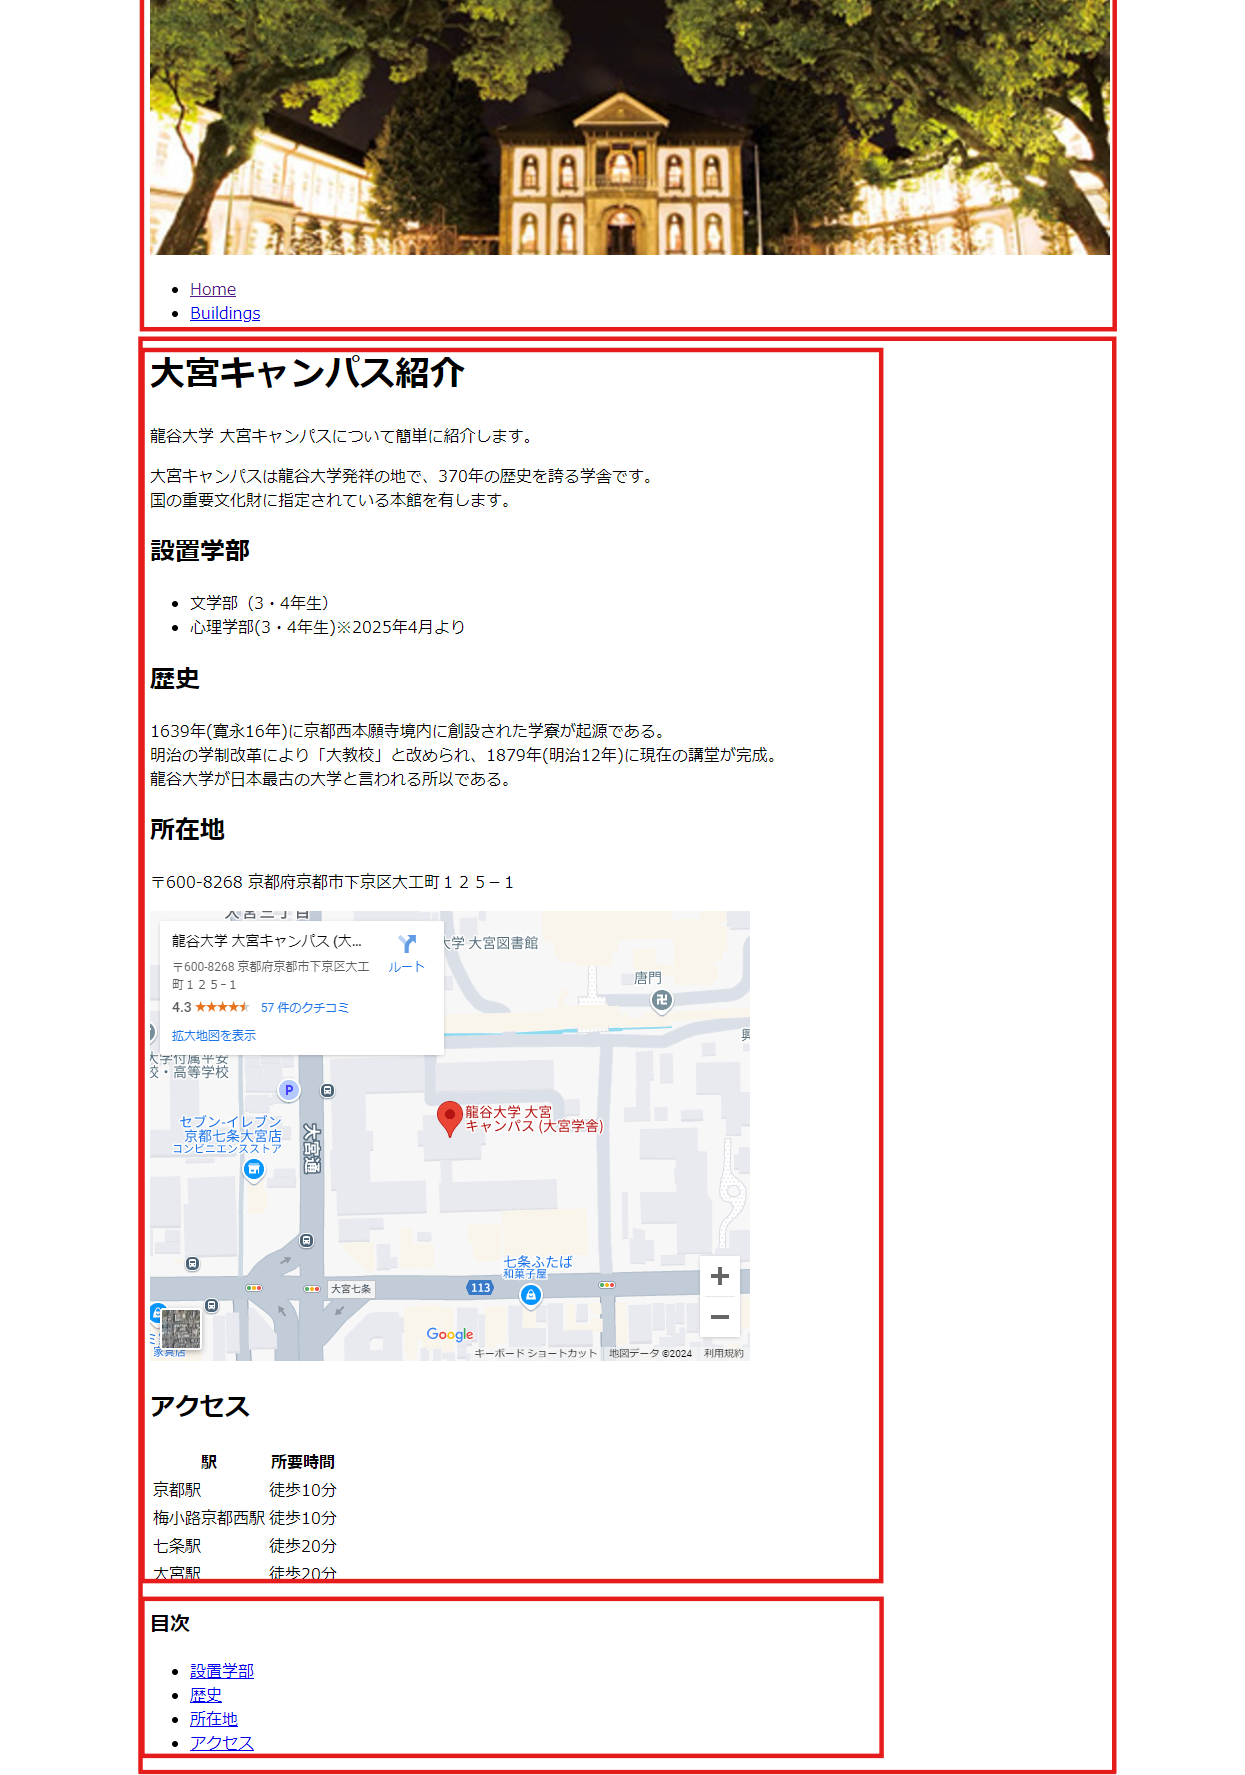 Home
Buildings
大宮キャンパス紹介
龍谷大学 大宮キャンパスについて簡単に紹介します。
大宮キャンパスは龍谷大学発祥の地で、370年の歴史を誇る学舎です。
国の重要文化財に指定されている本館を有します。
設置学部
文学部（3・4年生）
心理学部(3・4年生)※2025年4月より
歴史
1639年(寛永16年)に京都西本願寺境内に創設された学寮が起源である。
明治の学制改革により「大教校」と改められ、1879年(明治12年)に現在の講堂が完成。
龍谷大学が日本最古の大学と言われる所以である。
所在地
〒600-8268 京都府京都市下京区大工町１２５−１
龍谷大学 大宮キャンパス (大...
ルート
〒600-8268 京都府京都市下京区大工
町１２５−１
4.3 ★★★★★ 57 件のクチコミ
拡大地図を表示
大学 大宮図書館
唐門
大学付属平安
校・高等学校
P
セブン-イレブン
京都七条大宮店
コンビニエンスストア
大宮通
龍谷大学 大宮
キャンパス (大宮学舎)
七条ふたば
和菓子屋
113
大宮七条
家具店
Google
キーボード ショートカット
地図データ ©2024
利用規約
アクセス
駅 所要時間
京都駅 徒歩10分
梅小路京都西駅 徒歩10分
七条駅 徒歩20分
大宮駅 徒歩20分
目次
設置学部
歴史
所在地
アクセス